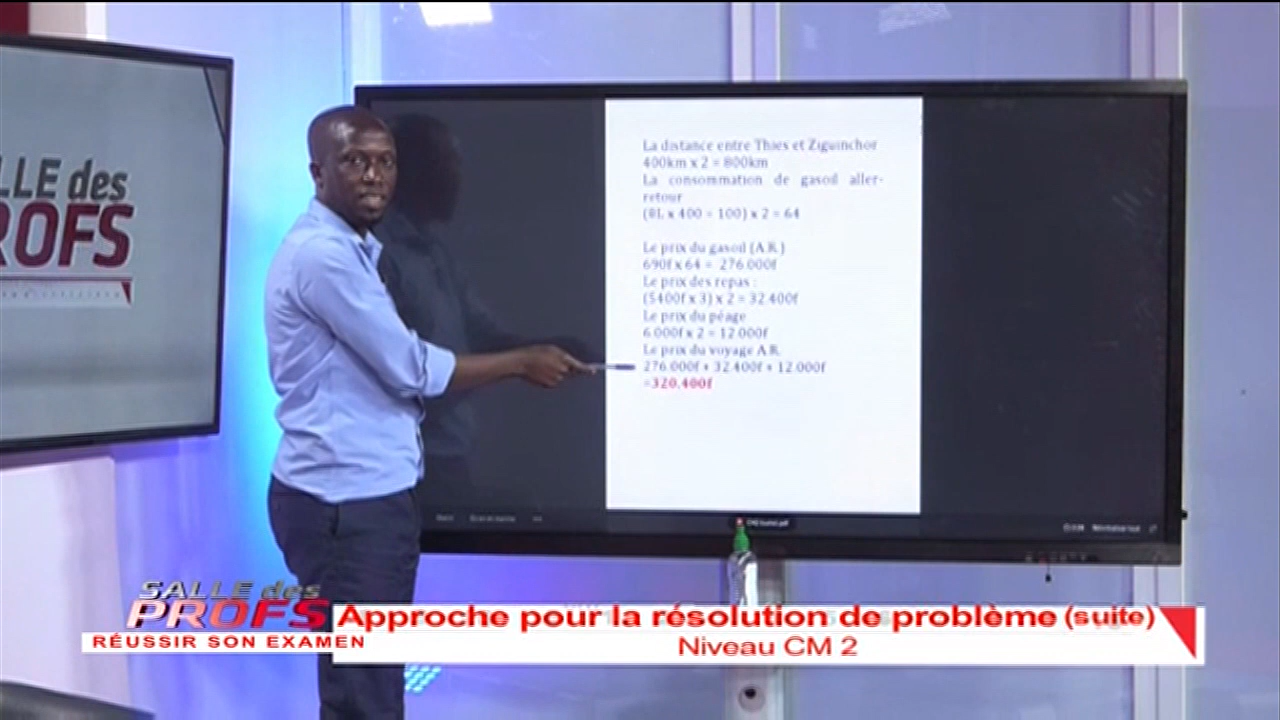 LLE des
ROFS
La distance entre Thies et Ziguinchor
400km x 2 = 800km
La consommation de gasoil aller-
retour
(8L x 400 ÷ 100) x 2 = 64
Le prix du gasoil (A.R.)
690f x 64 = 276.000f
Le prix des repas :
(5400f x 3) x 2 = 32.400f
Le prix du péage
6.000f x 2 = 12.000f
Le prix du voyage A.R.
276.000f + 32.400f + 12.000f
=320.400f
SALLE des
PROFS
RÉUSSIR SON EXAMEN
Approche pour la résolution de problème (suite)
Niveau CM 2